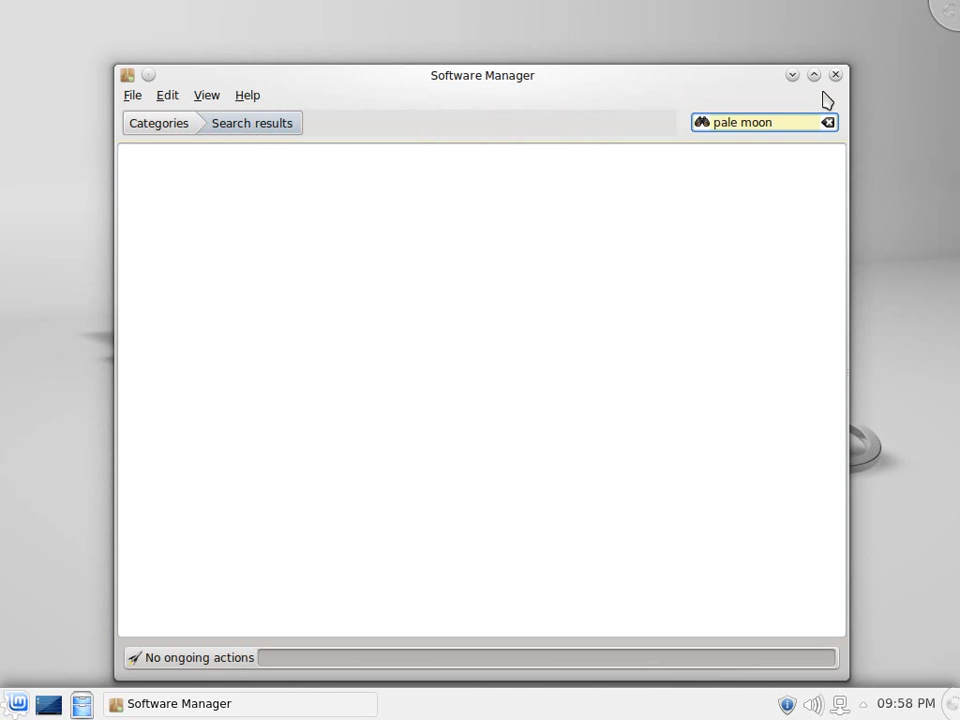 Software Manager
File Edit View Help
Categories Search results pale moon
No ongoing actions
Software Manager 09:58 PM